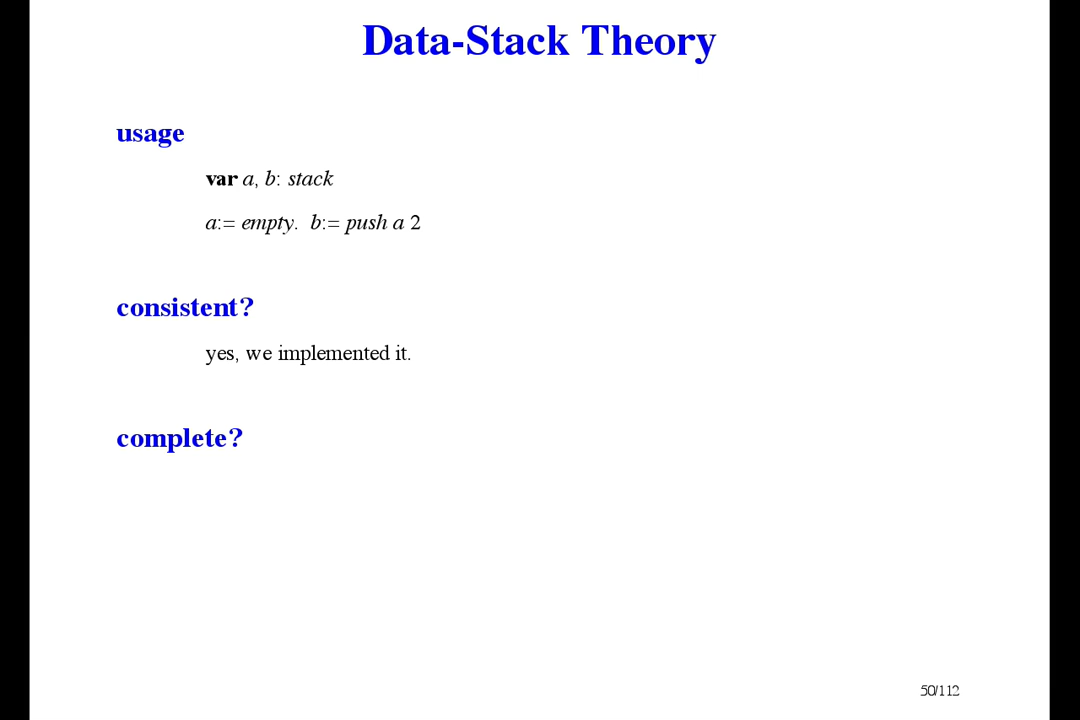 Data-Stack Theory
usage
var a, b: stack
a:= empty.  b:= push a 2
consistent?
yes, we implemented it.
complete?
50/112